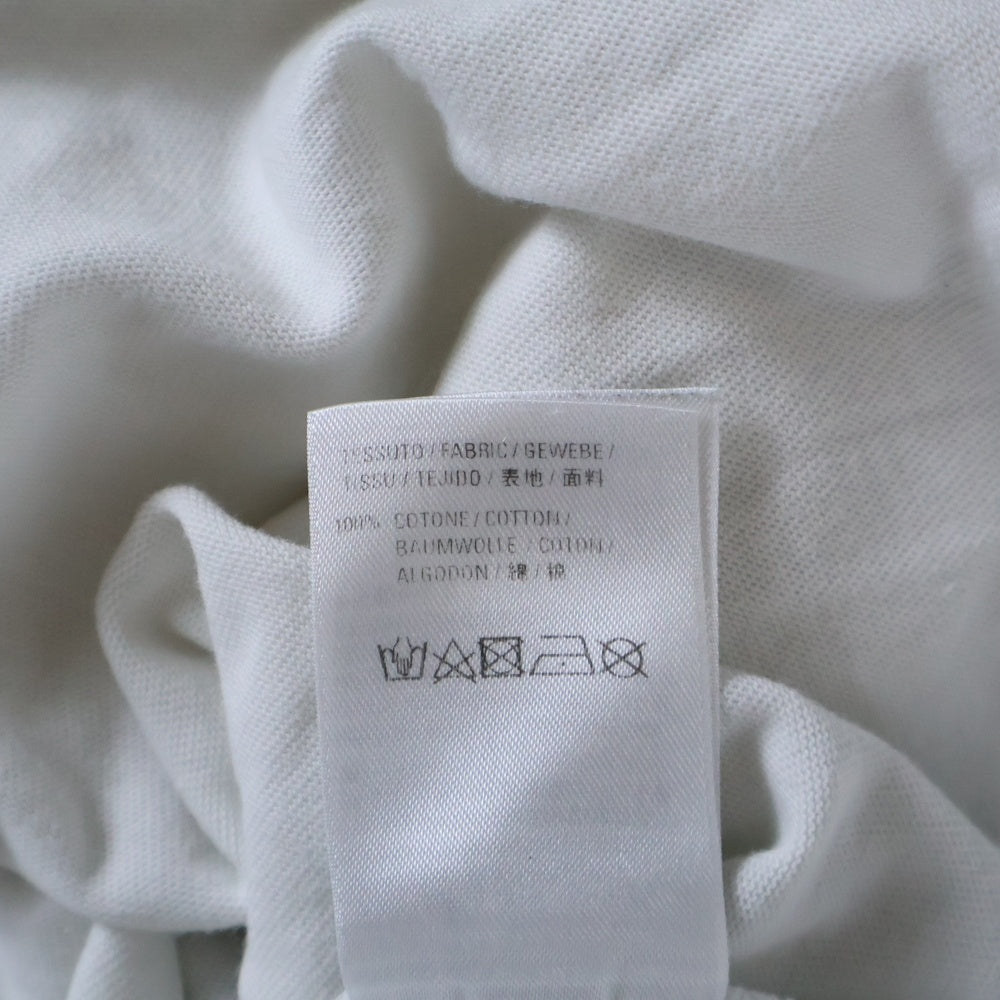 TESSUTO / FABRIC / GEWEBE /
TISSU / TEJIDO / 表地 / 面料
100% COTONE / COTTON /
BAUMWOLLE / COTON /
ALGODON / 綿 / 棉